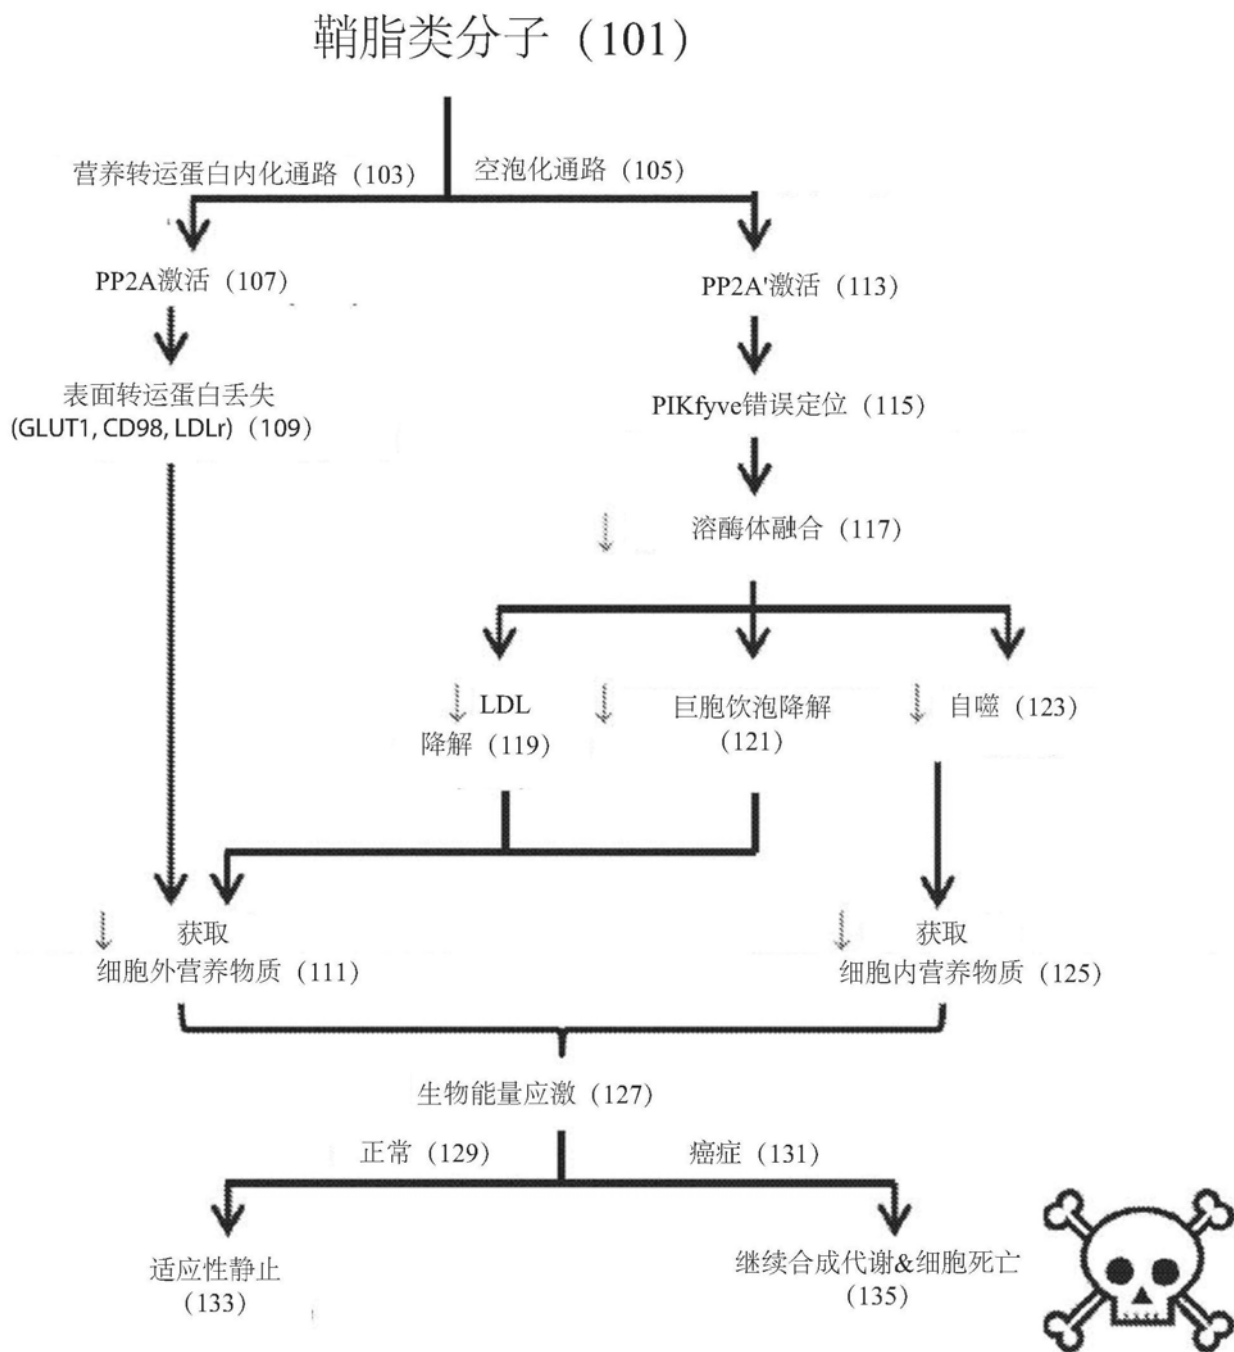 鞘脂类分子（101）
营养转运蛋白内化通路（103）
空泡化通路（105）
PP2A激活（107）
PP2A'激活（113）
表面转运蛋白丢失
(GLUT1, CD98, LDLr)（109）
PIKfyve错误定位（115）
溶酶体融合（117）
LDL
降解（119）
巨胞饮泡降解
(121)
自噬（123）
获取
细胞外营养物质（111）
获取
细胞内营养物质（125）
生物能量应激（127）
正常（129）
癌症（131）
适应性静止
(133)
继续合成代谢&细胞死亡
(135)